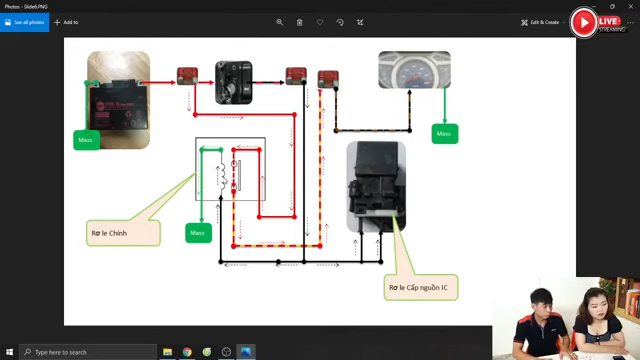 Photos - Slide6.PNG
See all photos
Add to
Edit & Create
LIVE
STREAMING
Mass
Mass
Mass
Rơ le Chính
Rơ le Cấp nguồn IC
Type here to search